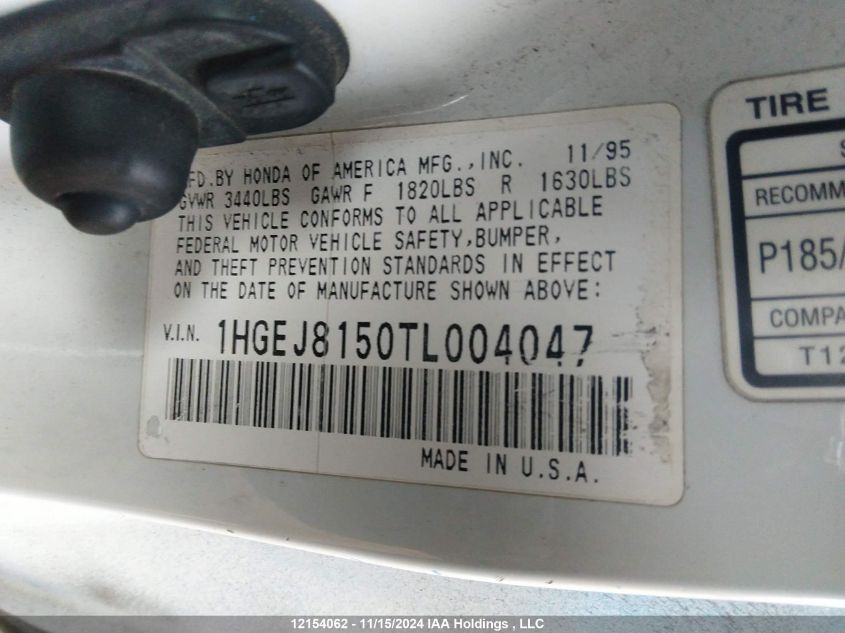 MFD.BY HONDA OF AMERICA MFG.,INC. 11/95
GVWR 3440LBS GAWR F 1820LBS R 1630LBS
THIS VEHICLE CONFORMS TO ALL APPLICABLE
FEDERAL MOTOR VEHICLE SAFETY,BUMPER,
AND THEFT PREVENTION STANDARDS IN EFFECT
ON THE DATE OF MANUFACTURE SHOWN ABOVE:
V.I.N. 1HGEJ8150TL004047
MADE IN U.S.A.
TIRE
S
RECOMM
P185/
COMPA
T12
12154062 - 11/15/2024 IAA Holdings , LLC